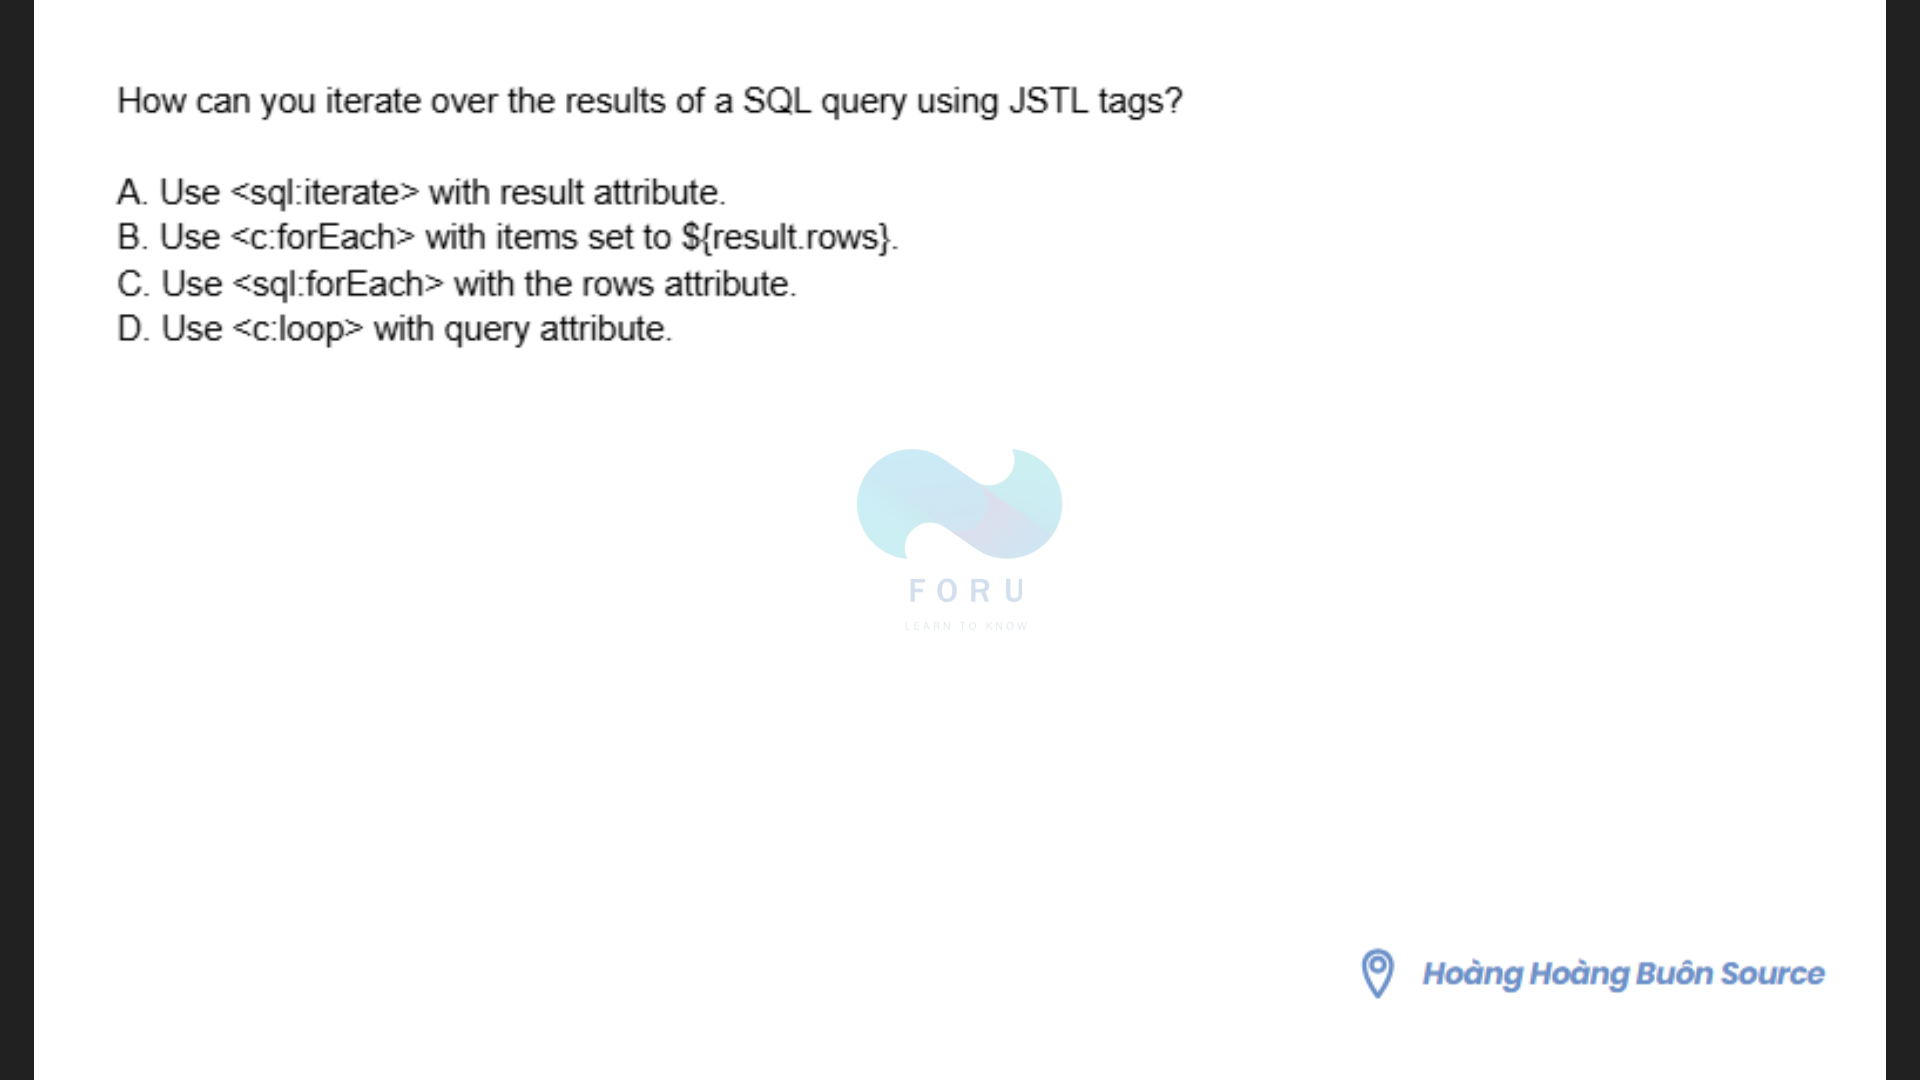 How can you iterate over the results of a SQL query using JSTL tags?
A. Use <sql:iterate> with result attribute.
B. Use <c:forEach> with items set to ${result.rows}.
C. Use <sql:forEach> with the rows attribute.
D. Use <c:loop> with query attribute.
FORU
LEARN TO KNOW
Hoàng Hoàng Buôn Source